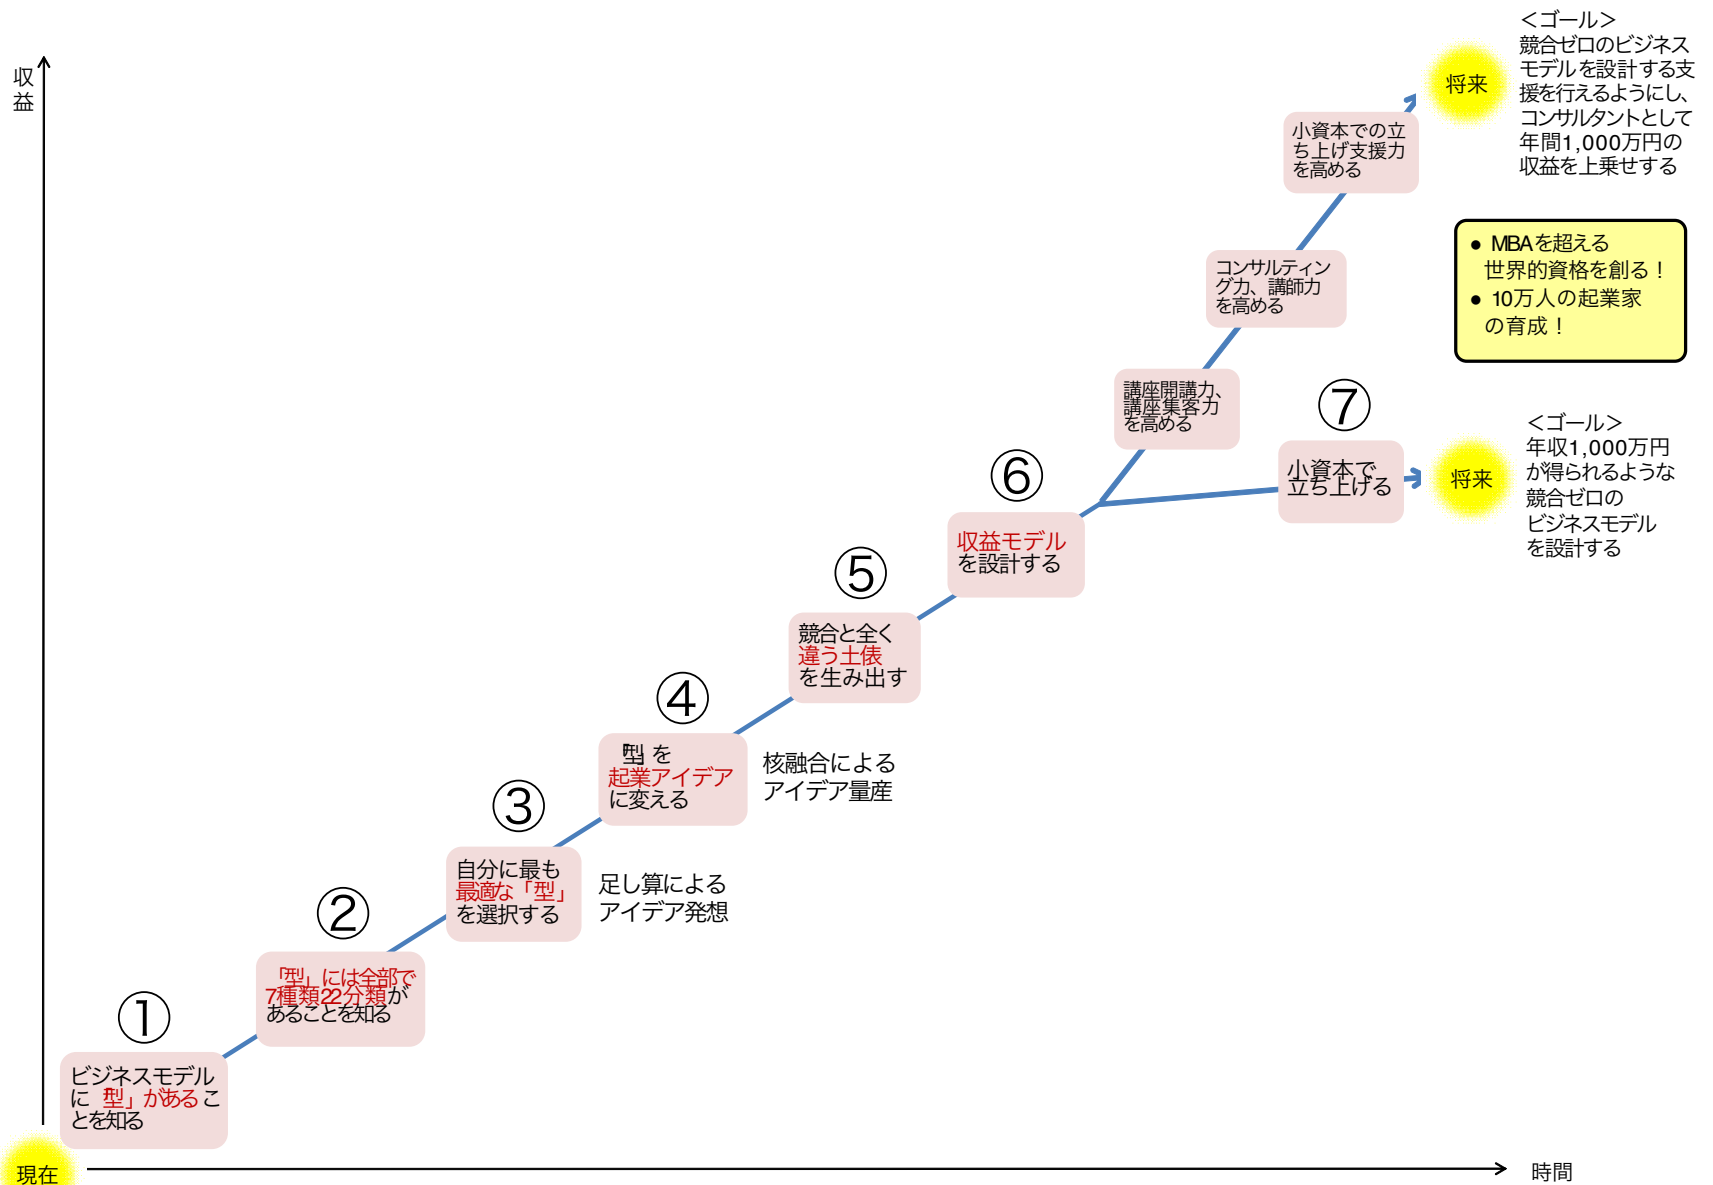 収
益
＜ゴール＞
競合ゼロのビジネス
モデルを設計する支
援を行えるようにし、
コンサルタントとして
年間1,000万円の
収益を上乗せする
将来
小資本での立
ち上げ支援力
を高める
● MBAを超える
世界的資格を創る！
● 10万人の起業家
の育成！
コンサルティン
グ力、講師力
を高める
講座開講力、
講座集客力
を高める
⑦
小資本で
立ち上げる
将来
＜ゴール＞
年収1,000万円
が得られるような
競合ゼロの
ビジネスモデル
を設計する
⑥
収益モデル
を設計する
⑤
競合と全く
違う土俵
を生み出す
④
「型」を
起業アイデア
に変える
核融合による
アイデア量産
③
自分に最も
最適な「型」
を選択する
足し算による
アイデア発想
②
「型」には全部で
7種類22分類が
あることを知る
①
ビジネスモデル
に「型」があるこ
とを知る
現在
時間